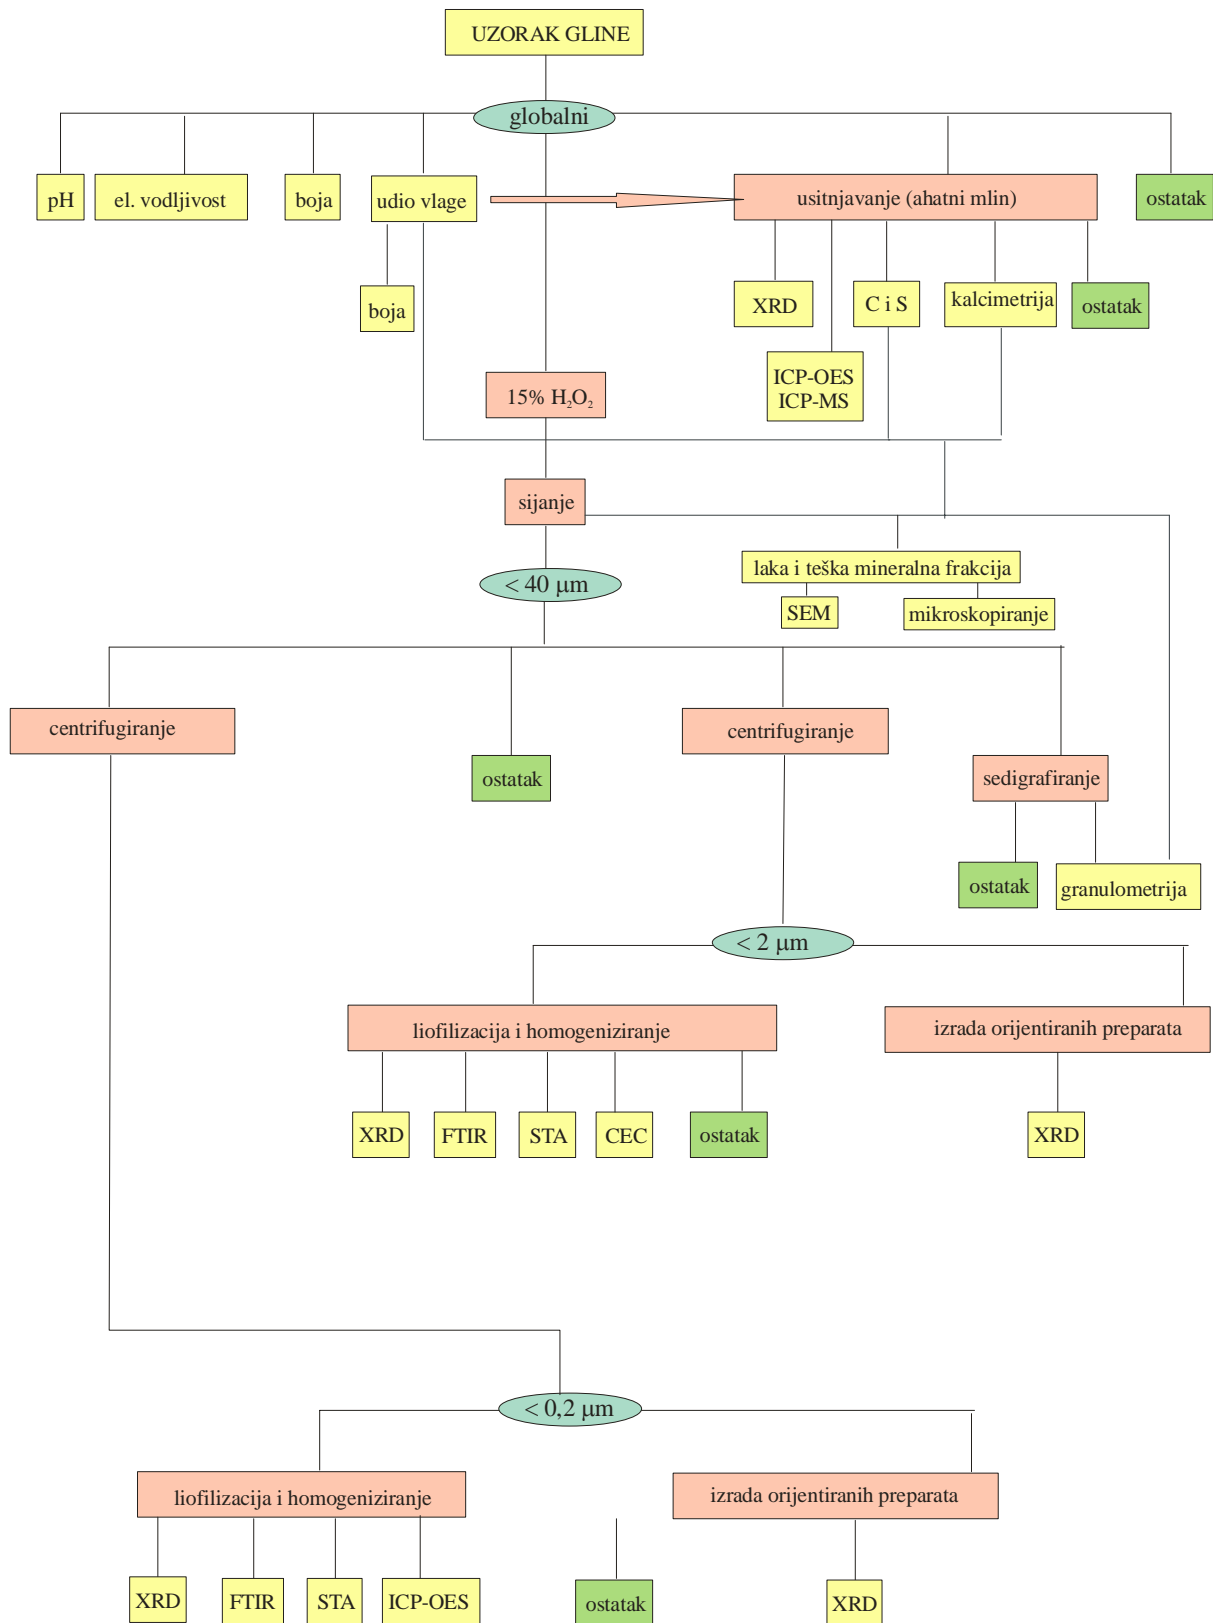 UZORAK GLINE
globalni
pH
el. vodljivost
boja
udio vlage
usitnjavanje (ahatni mlin)
ostatak
boja
XRD
C i S
kalcimetrija
ostatak
ICP-OES
ICP-MS
15% H₂O₂
sijanje
< 40 µm
laka i teška mineralna frakcija
SEM
mikroskopiranje
centrifugiranje
ostatak
centrifugiranje
sedigrafiranje
ostatak
granulometrija
< 2 µm
liofilizacija i homogeniziranje
izrada orijentiranih preparata
XRD
FTIR
STA
CEC
ostatak
XRD
< 0,2 µm
liofilizacija i homogeniziranje
izrada orijentiranih preparata
XRD
FTIR
STA
ICP-OES
ostatak
XRD